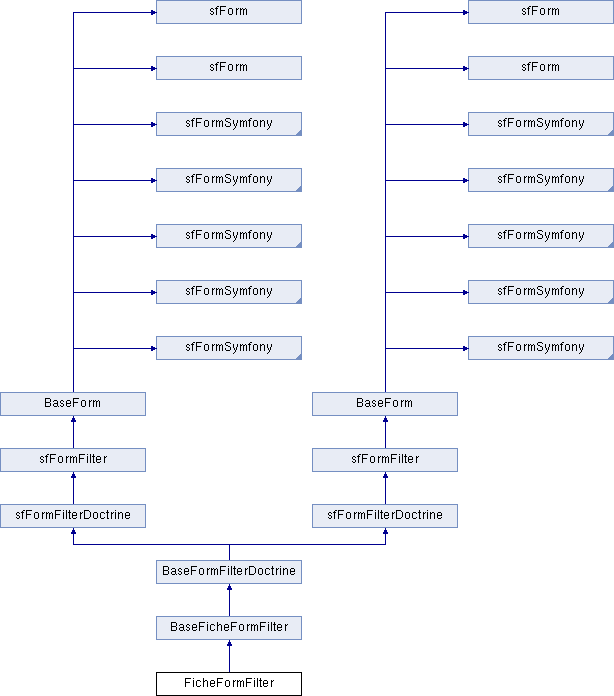 sfForm sfForm
sfForm sfForm
sfFormSymfony sfFormSymfony
sfFormSymfony sfFormSymfony
sfFormSymfony sfFormSymfony
sfFormSymfony sfFormSymfony
sfFormSymfony sfFormSymfony
BaseForm BaseForm
sfFormFilter sfFormFilter
sfFormFilterDoctrine sfFormFilterDoctrine
BaseFormFilterDoctrine
BaseFicheFormFilter
FicheFormFilter